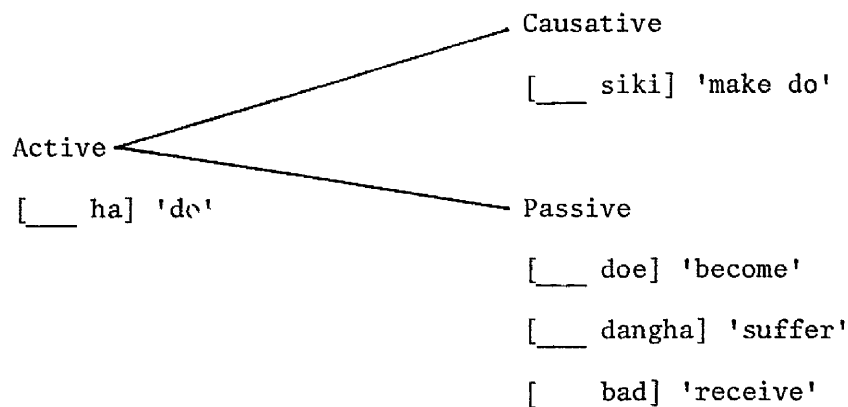 Causative
[___ siki] 'make do'
Active
[___ ha] 'do'
Passive
[___ doe] 'become'
[___ dangha] 'suffer'
[ bad] 'receive'